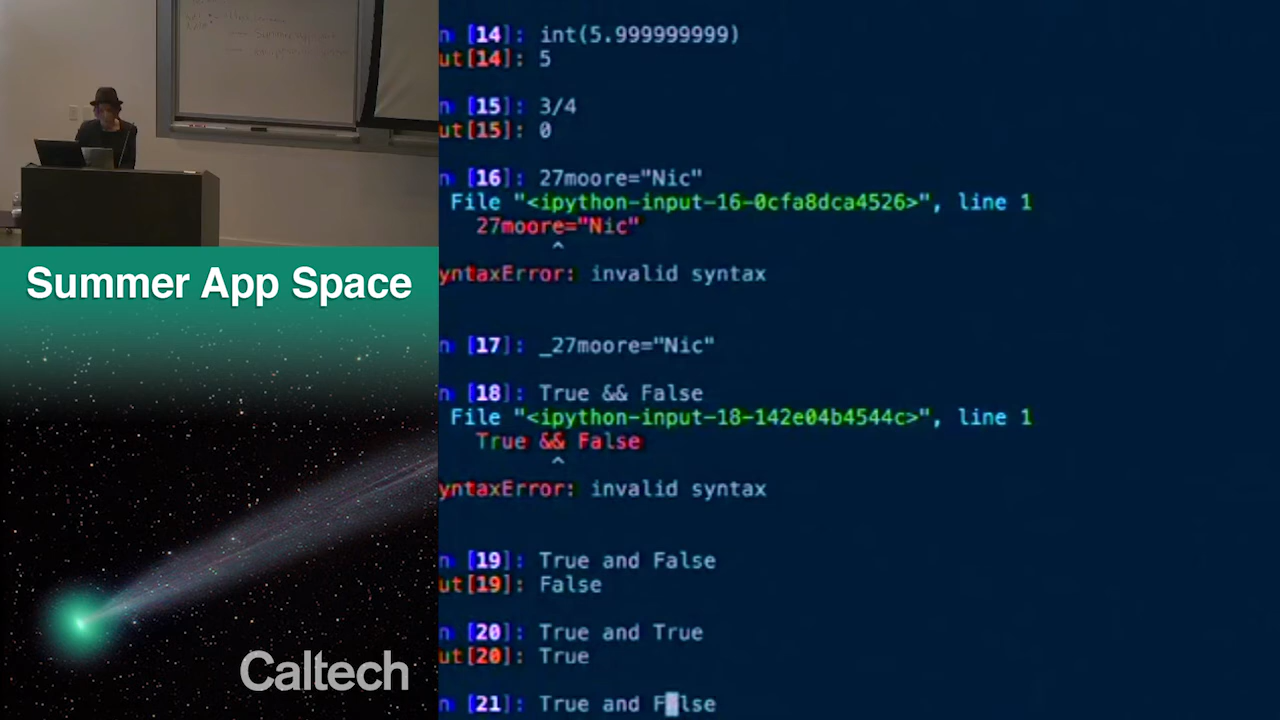 Summer App Space
Caltech
n [14]: int(5.999999999)
ut[14]: 5
n [15]: 3/4
ut[15]: 0
n [16]: 27moore="Nic"
File "<ipython-input-16-0cfa8dca4526>", line 1
27moore="Nic"
^
yntaxError: invalid syntax
n [17]: _27moore="Nic"
n [18]: True && False
File "<ipython-input-18-142e04b4544c>", line 1
True && False
^
yntaxError: invalid syntax
n [19]: True and False
ut[19]: False
n [20]: True and True
ut[20]: True
n [21]: True and False